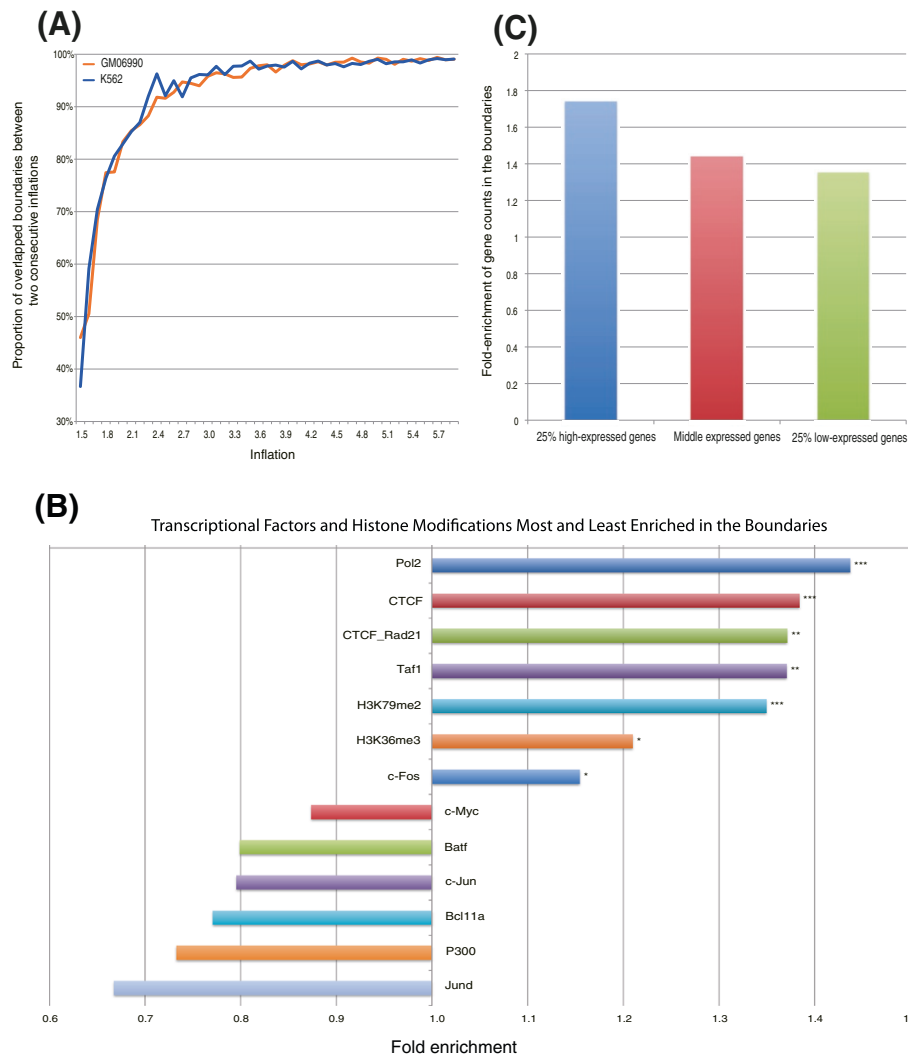 (A)
GM06990
K562
100%
90%
80%
70%
60%
50%
40%
30%
Proportion of overlapped boundaries between
two consecutive inflations
1.5 1.8 2.1 2.4 2.7 3.0 3.3 3.6 3.9 4.2 4.5 4.8 5.1 5.4 5.7
Inflation
(C)
2
1.8
1.6
1.4
1.2
1
0.8
0.6
0.4
0.2
0
Fold-enrichment of gene counts in the boundaries
25% high-expressed genes Middle expressed genes 25% low-expressed genes
(B)
Transcriptional Factors and Histone Modifications Most and Least Enriched in the Boundaries
Pol2 ***
CTCF ***
CTCF_Rad21 **
Taf1 **
H3K79me2 ***
H3K36me3 *
c-Fos *
c-Myc
Batf
c-Jun
Bcl11a
P300
Jund
0.6 0.7 0.8 0.9 1.0 1.1 1.2 1.3 1.4
Fold enrichment